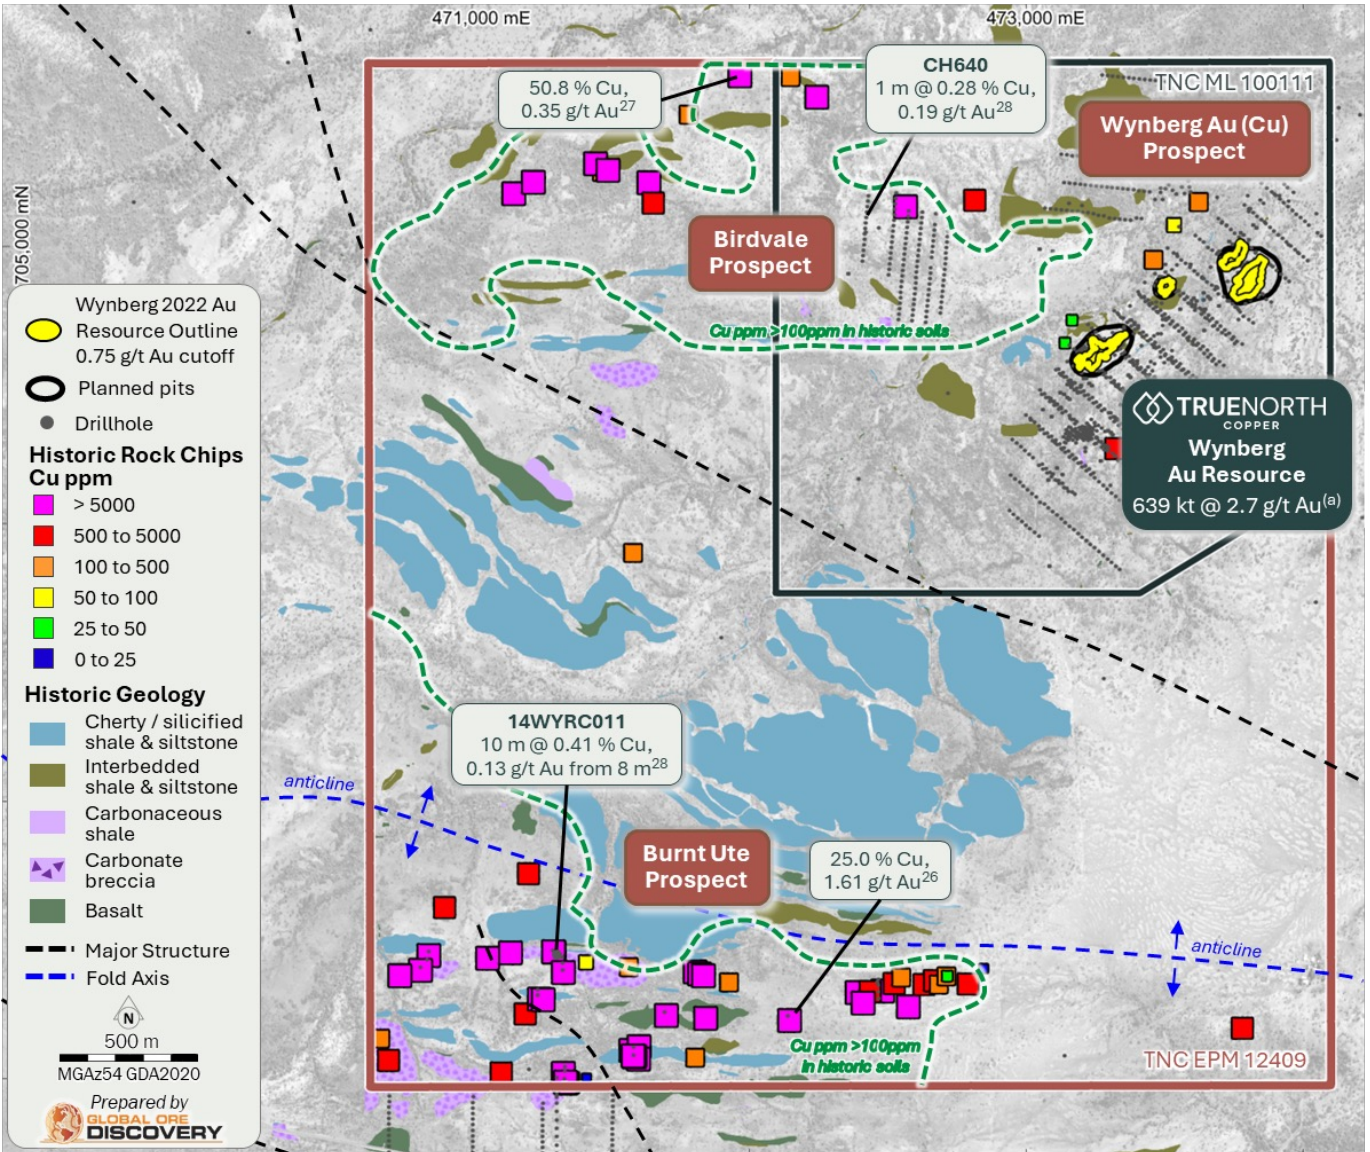 471,000 mE
473,000 mE
705,000 mN
TNC ML 100111
50.8 % Cu,
0.35 g/t Au27
CH640
1 m @ 0.28 % Cu,
0.19 g/t Au28
Wynberg Au (Cu)
Prospect
Birdvale
Prospect
Cu ppm >100ppm in historic soils
TRUENORTH
COPPER
Wynberg
Au Resource
639 kt @ 2.7 g/t Au(a)
14WYRC011
10 m @ 0.41 % Cu,
0.13 g/t Au from 8 m28
anticline
Burnt Ute
Prospect
25.0 % Cu,
1.61 g/t Au26
anticline
Cu ppm >100ppm
in historic soils
TNC EPM 12409
Wynberg 2022 Au
Resource Outline
0.75 g/t Au cutoff
Planned pits
Drillhole
Historic Rock Chips
Cu ppm
> 5000
500 to 5000
100 to 500
50 to 100
25 to 50
0 to 25
Historic Geology
Cherty / silicified
shale & siltstone
Interbedded
shale & siltstone
Carbonaceous
shale
Carbonate
breccia
Basalt
Major Structure
Fold Axis
N
500 m
MGAz54 GDA2020
Prepared by
GLOBAL ORE
DISCOVERY